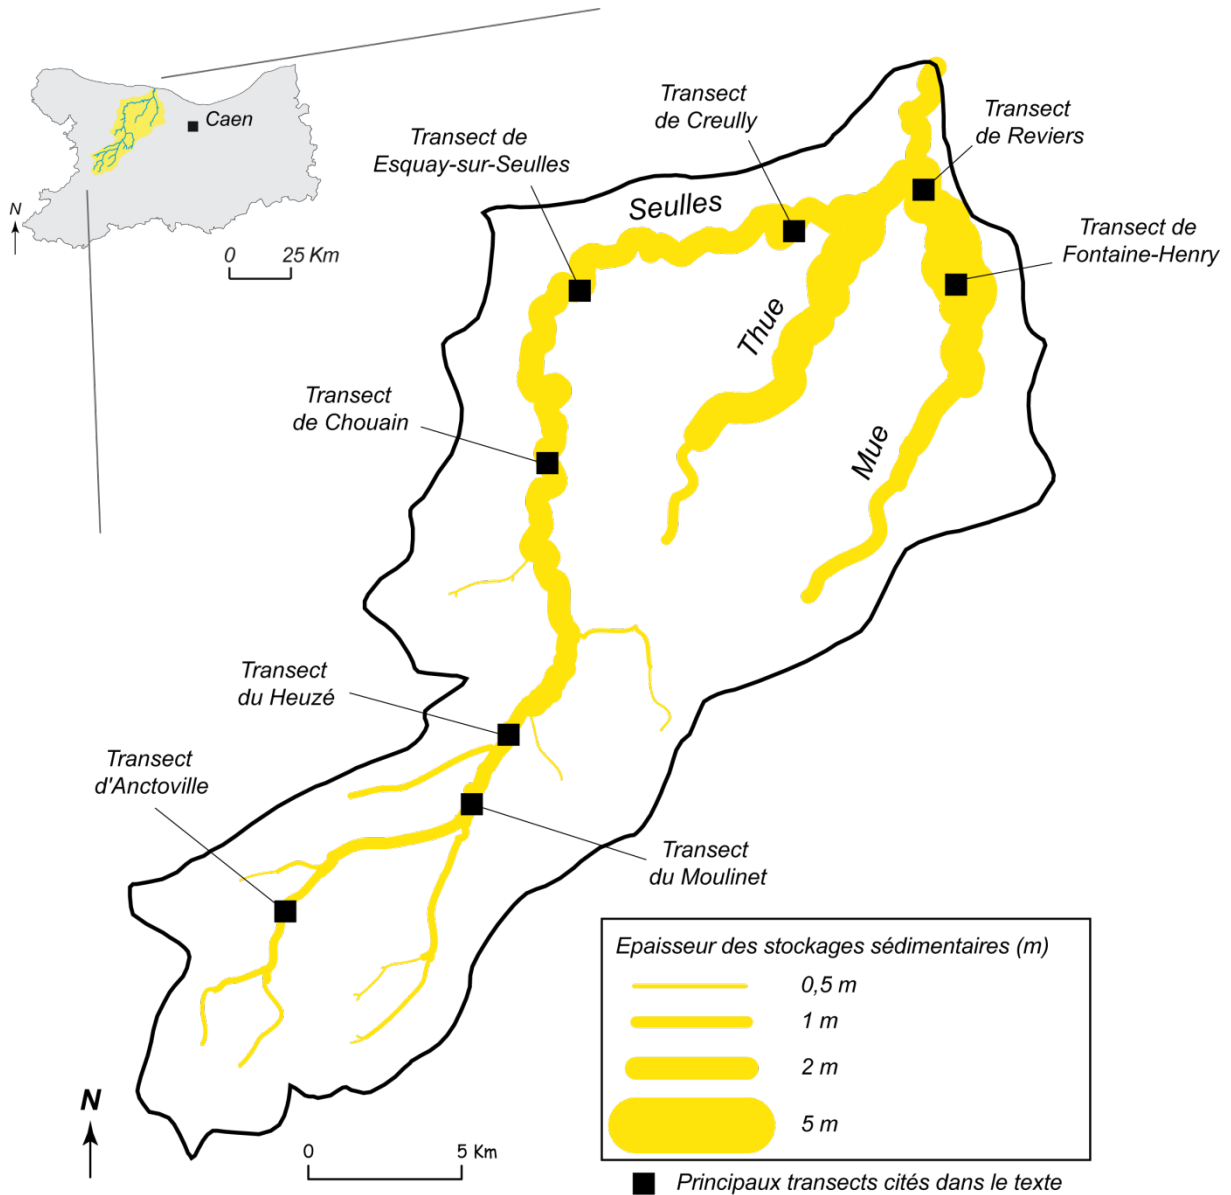 Caen
N
0 25 Km
Transect
de Creully
Transect de
Esquay-sur-Seulles
Transect
de Reviers
Seulles
Transect de
Fontaine-Henry
Thue
Transect
de Chouain
Mue
Transect
du Heuzé
Transect
d'Anctoville
Transect
du Moulinet
Epaisseur des stockages sédimentaires (m)
0,5 m
1 m
2 m
5 m
N
0 5 Km
Principaux transects cités dans le texte